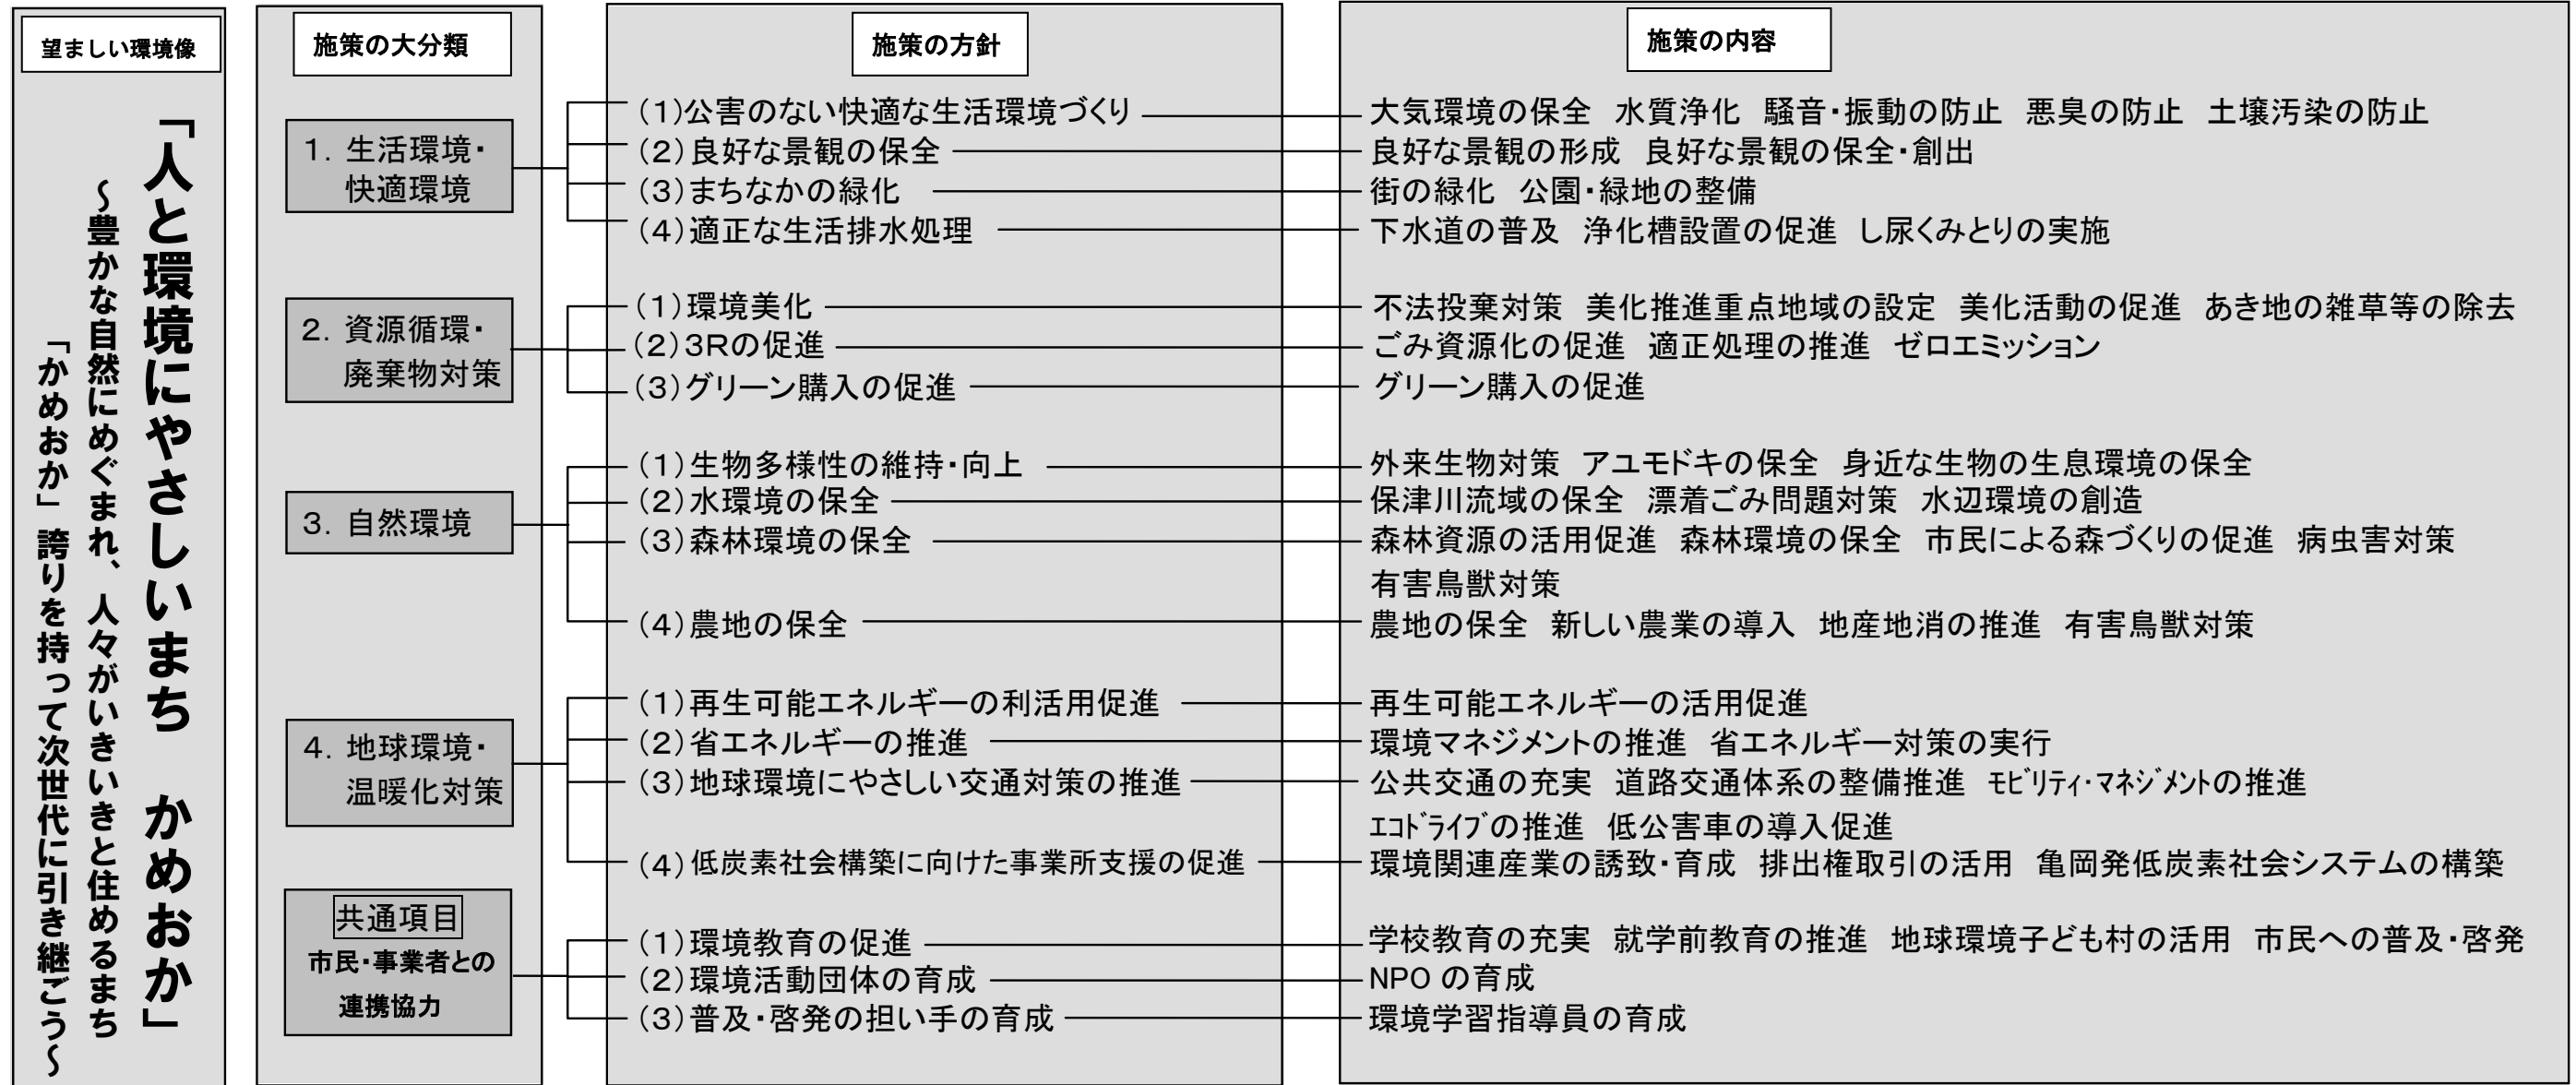 望ましい環境像
「人と環境にやさしいまち　かめおか」
～豊かな自然にめぐまれ、人々がいきいきと住めるまち
「かめおか」誇りを持って次世代に引き継ごう～
施策の大分類
1．生活環境・
快適環境
2．資源循環・
廃棄物対策
3．自然環境
4．地球環境・
温暖化対策
共通項目
市民・事業者との
連携協力
施策の方針
(1)公害のない快適な生活環境づくり
(2)良好な景観の保全
(3)まちなかの緑化
(4)適正な生活排水処理
(1)環境美化
(2)3Rの促進
(3)グリーン購入の促進
(1)生物多様性の維持・向上
(2)水環境の保全
(3)森林環境の保全
(4)農地の保全
(1)再生可能エネルギーの利活用促進
(2)省エネルギーの推進
(3)地球環境にやさしい交通対策の推進
(4)低炭素社会構築に向けた事業所支援の促進
(1)環境教育の促進
(2)環境活動団体の育成
(3)普及・啓発の担い手の育成
施策の内容
大気環境の保全　水質浄化　騒音・振動の防止　悪臭の防止　土壌汚染の防止
良好な景観の形成　良好な景観の保全・創出
街の緑化　公園・緑地の整備
下水道の普及　浄化槽設置の促進　し尿くみとりの実施
不法投棄対策　美化推進重点地域の設定　美化活動の促進　あき地の雑草等の除去
ごみ資源化の促進　適正処理の推進　ゼロエミッション
グリーン購入の促進
外来生物対策　アユモドキの保全　身近な生物の生息環境の保全
保津川流域の保全　漂着ごみ問題対策　水辺環境の創造
森林資源の活用促進　森林環境の保全　市民による森づくりの促進　病虫害対策
有害鳥獣対策
農地の保全　新しい農業の導入　地産地消の推進　有害鳥獣対策
再生可能エネルギーの活用促進
環境マネジメントの推進　省エネルギー対策の実行
公共交通の充実　道路交通体系の整備推進　ﾓﾋﾞﾘﾃｨ・ﾏﾈｼﾞﾒﾝﾄの推進
ｴｺﾄﾞﾗｲﾌﾞの推進　低公害車の導入促進
環境関連産業の誘致・育成　排出権取引の活用　亀岡発低炭素社会システムの構築
学校教育の充実　就学前教育の推進　地球環境子ども村の活用　市民への普及・啓発
NPO の育成
環境学習指導員の育成